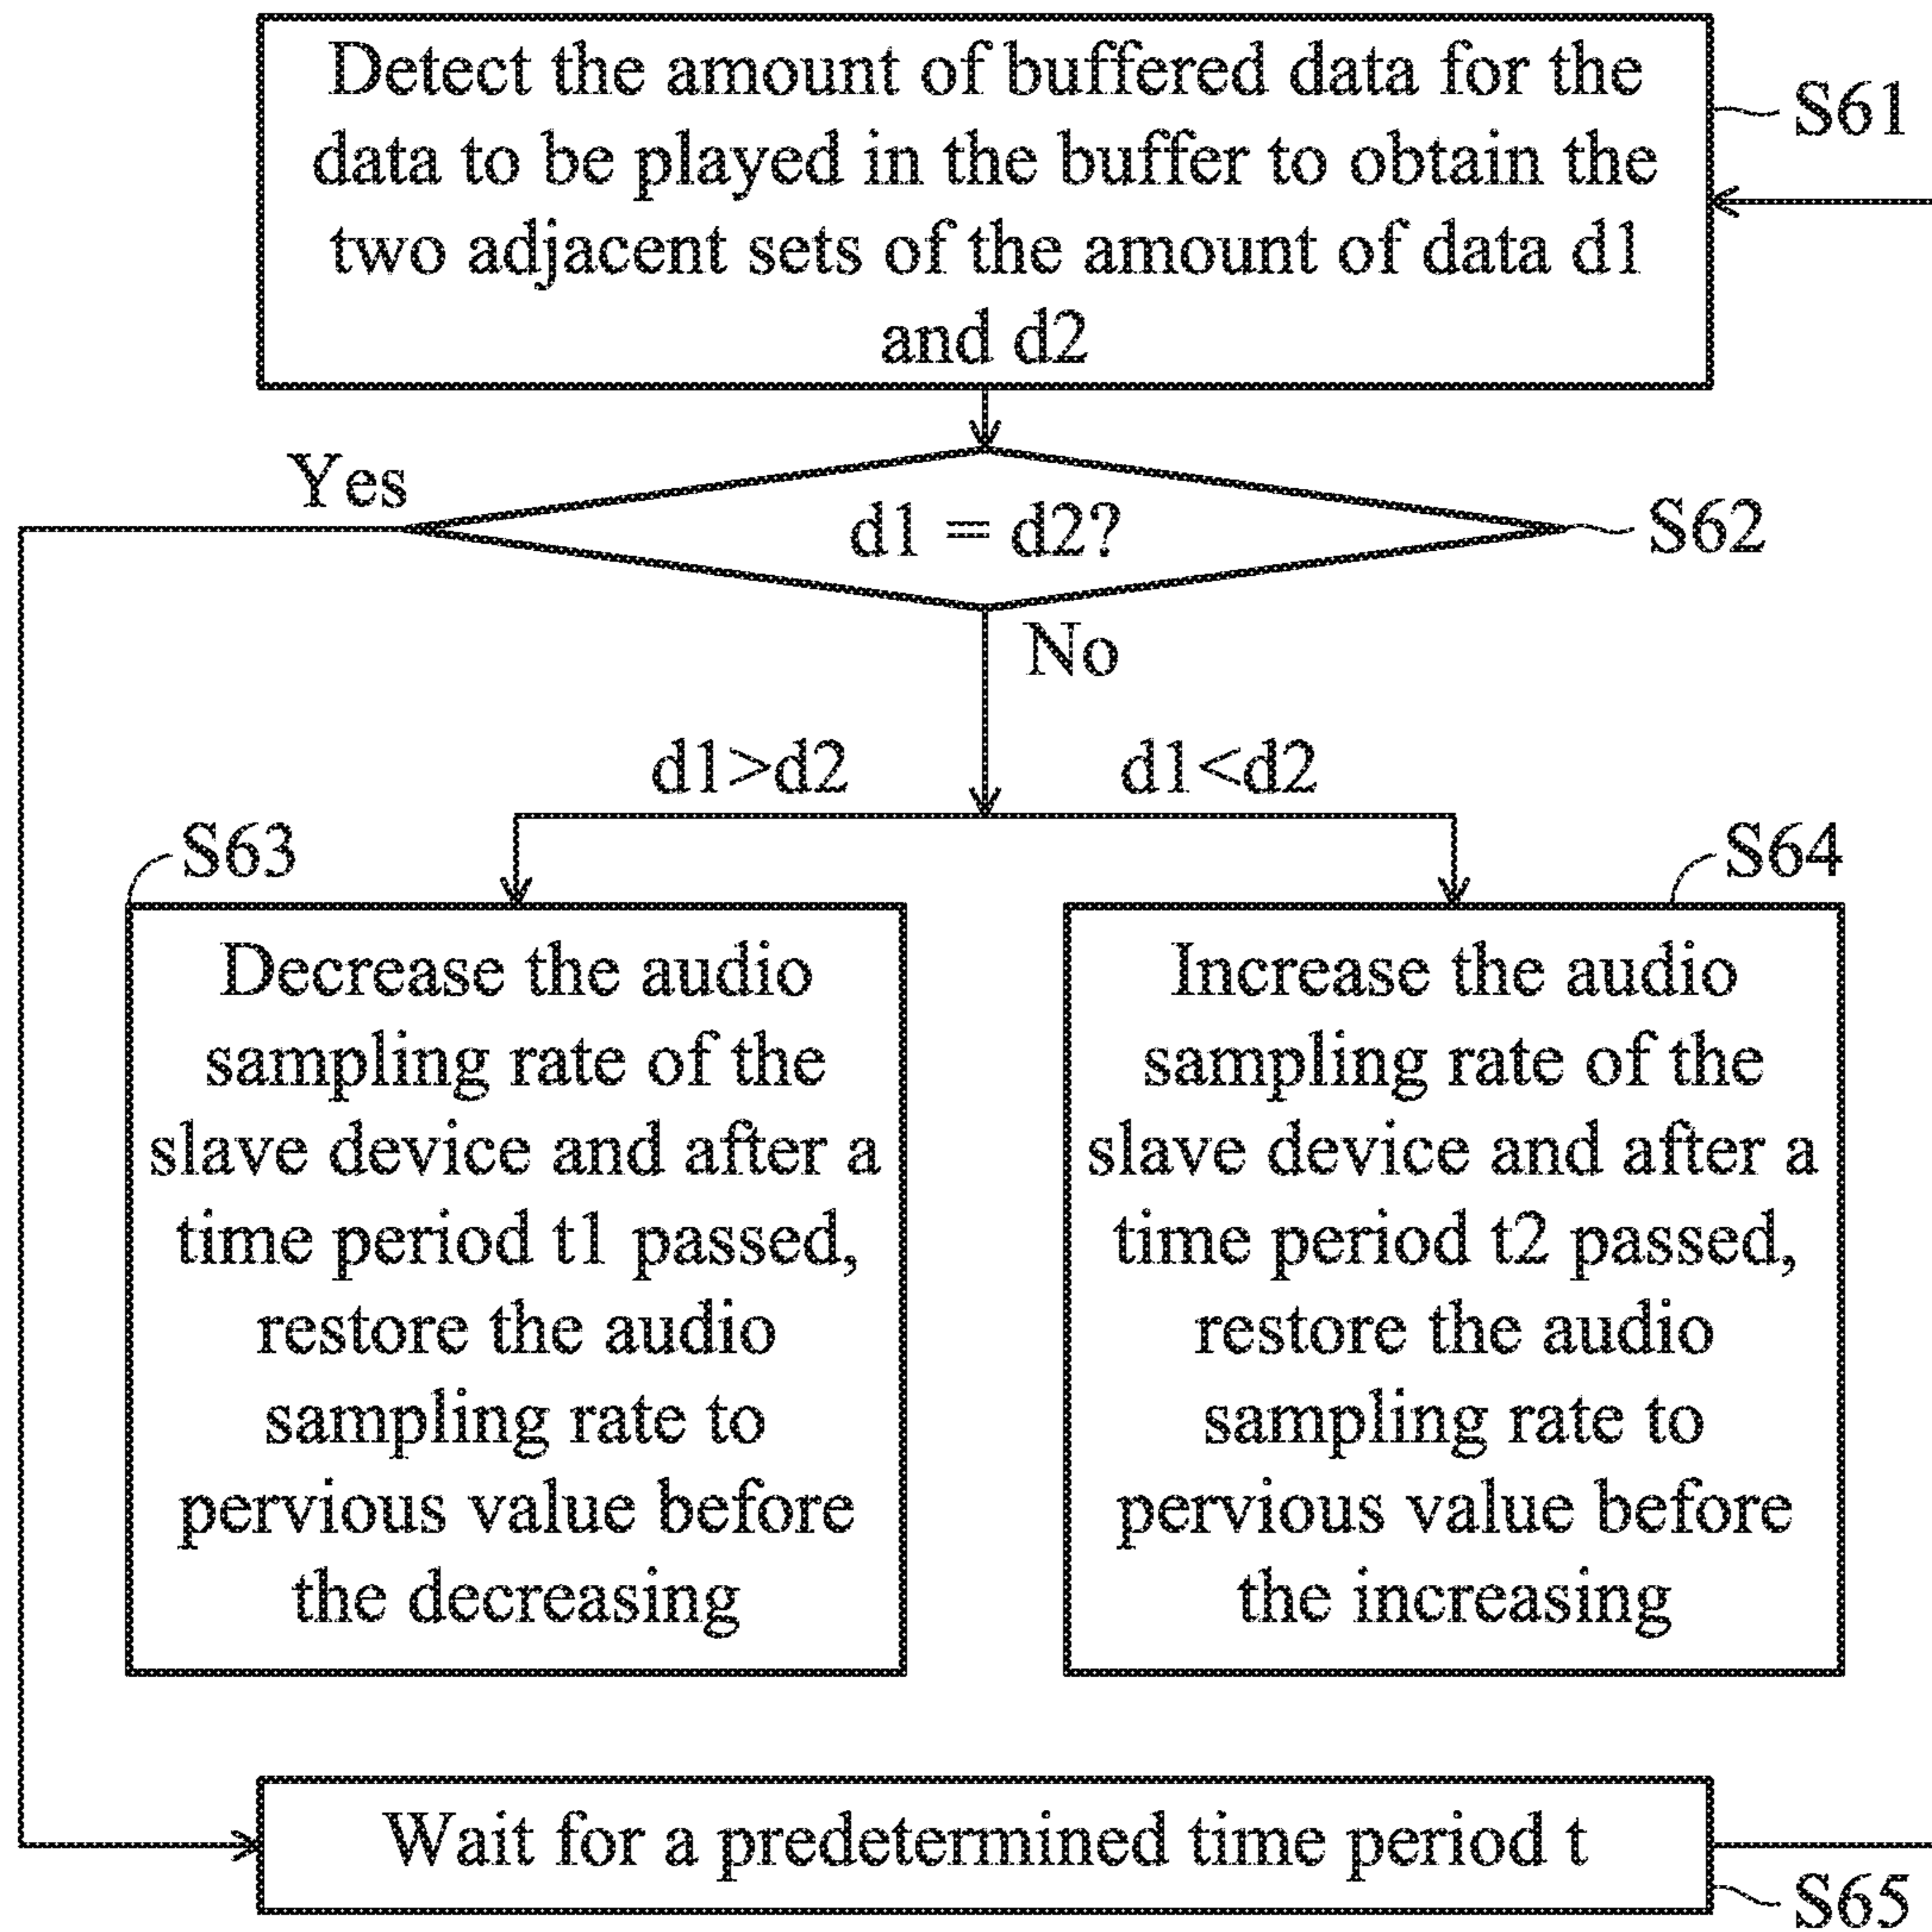 Detect the amount of buffered data for the
data to be played in the buffer to obtain the
two adjacent sets of the amount of data d1
and d2
S61
Yes
d1 = d2?
S62
No
d1>d2
d1<d2
S63
Decrease the audio
sampling rate of the
slave device and after a
time period t1 passed,
restore the audio
sampling rate to
pervious value before
the decreasing
S64
Increase the audio
sampling rate of the
slave device and after a
time period t2 passed,
restore the audio
sampling rate to
pervious value before
the increasing
Wait for a predetermined time period t
S65